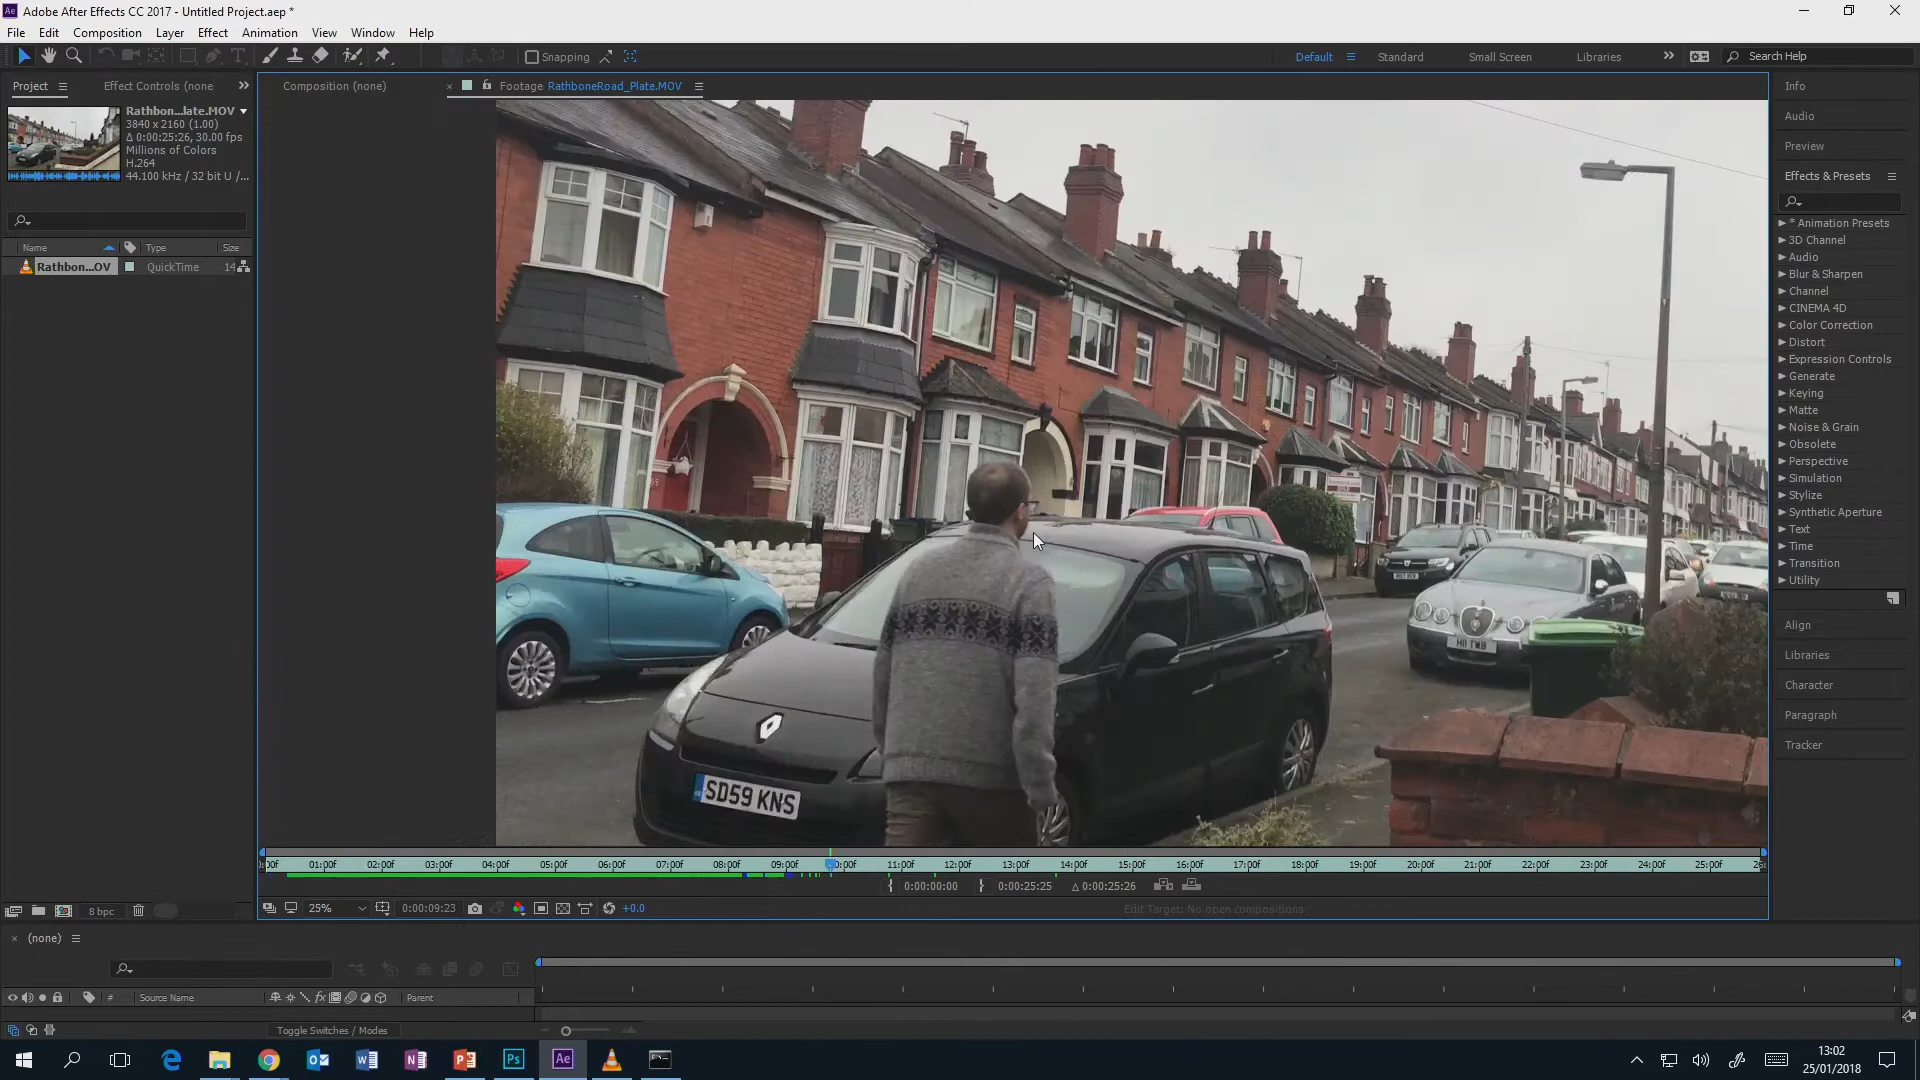 Adobe After Effects CC 2017 - Untitled Project.aep *
File Edit Composition Layer Effect Animation View Window Help
Snapping Default Standard Small Screen Libraries Search Help
Project Effect Controls (none Composition (none) Footage RathboneRoad_Plate.MOV
Rathbon...late.MOV
3840 x 2160 (1.00)
Δ 0:00:25:26, 30.00 fps
Millions of Colors
H.264
44.100 kHz / 32 bit U /...
Name Type Size
Rathbon...OV QuickTime 14
SD59 KNS
H11 TWB
Info
Audio
Preview
Effects & Presets
* Animation Presets
3D Channel
Audio
Blur & Sharpen
Channel
CINEMA 4D
Color Correction
Distort
Expression Controls
Generate
Keying
Matte
Noise & Grain
Obsolete
Perspective
Simulation
Stylize
Synthetic Aperture
Text
Time
Transition
Utility
Align
Libraries
Character
Paragraph
Tracker
):00f 01:00f 02:00f 03:00f 04:00f 05:00f 06:00f 07:00f 08:00f 09:00f 0:00f 11:00f 12:00f 13:00f 14:00f 15:00f 16:00f 17:00f 18:00f 19:00f 20:00f 21:00f 22:00f 23:00f 24:00f 25:00f 26
0:00:00:00 0:00:25:25 Δ 0:00:25:26
8 bpc 25% 0:00:09:23 +0.0 Edit Target: No open compositions
(none)
# Source Name Parent
Toggle Switches / Modes
13:02
25/01/2018